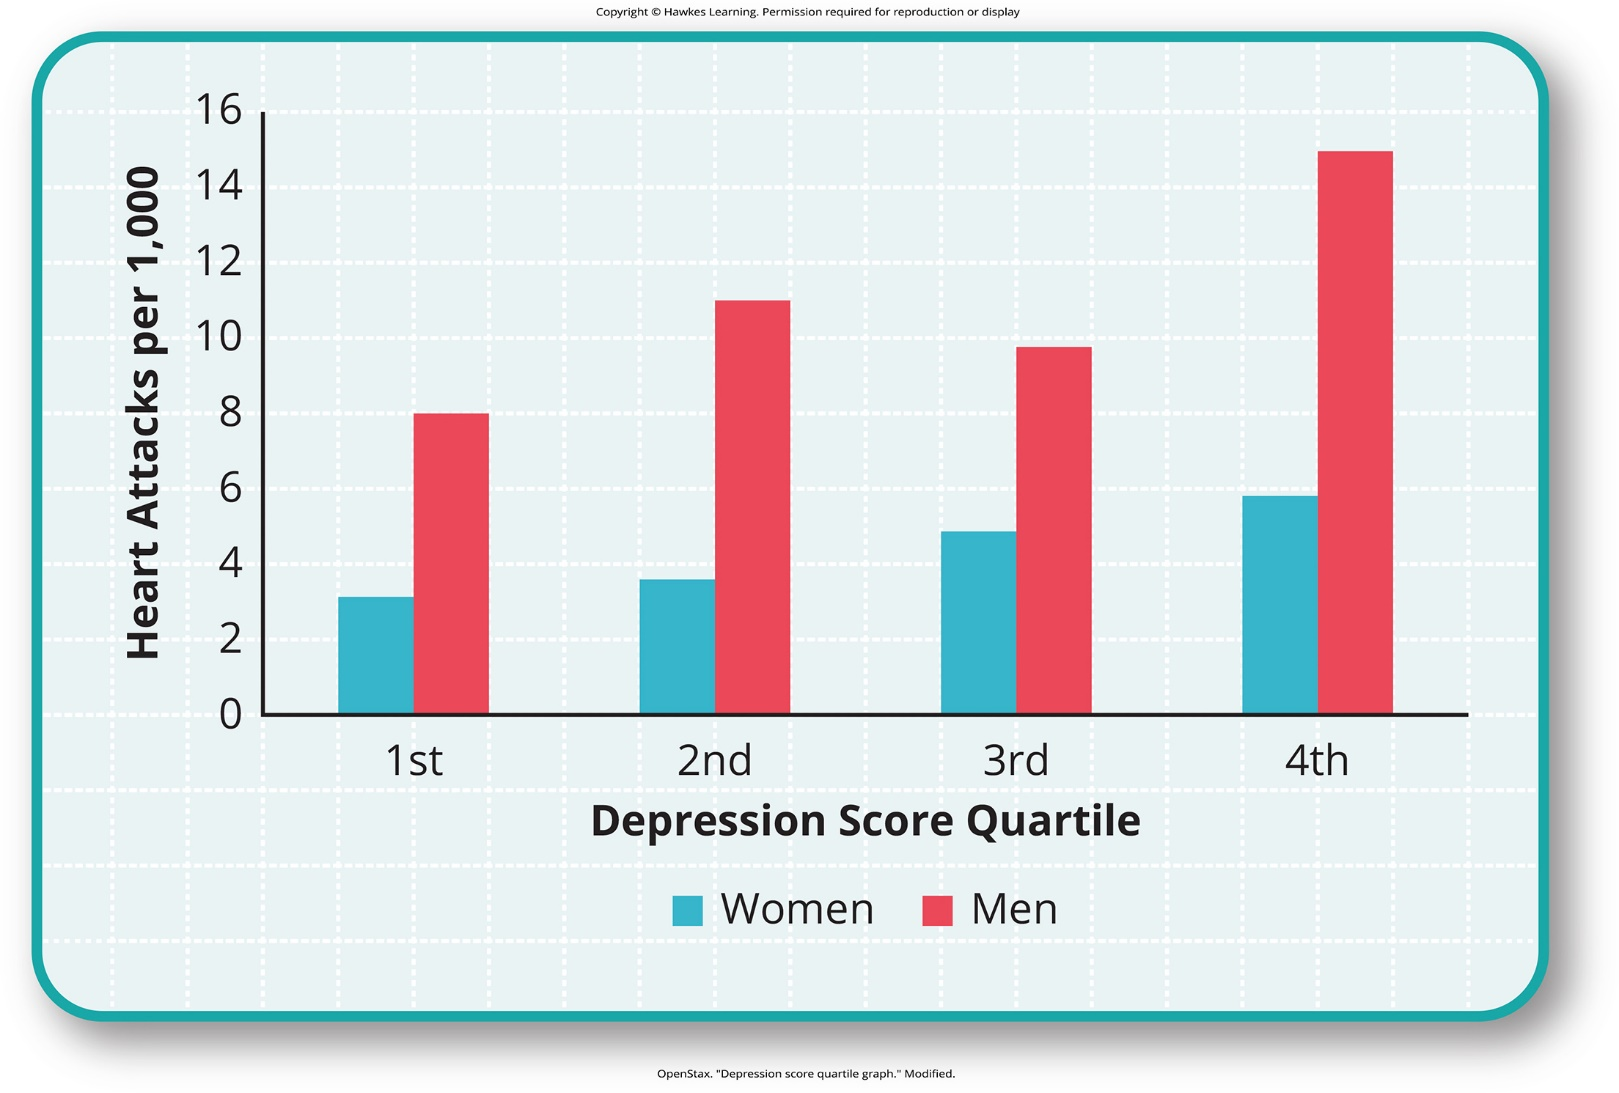 Copyright © Hawkes Learning. Permission required for reproduction or display
Heart Attacks per 1,000
16
14
12
10
8
6
4
2
0
1st 2nd 3rd 4th
Depression Score Quartile
Women Men
OpenStax. "Depression score quartile graph." Modified.